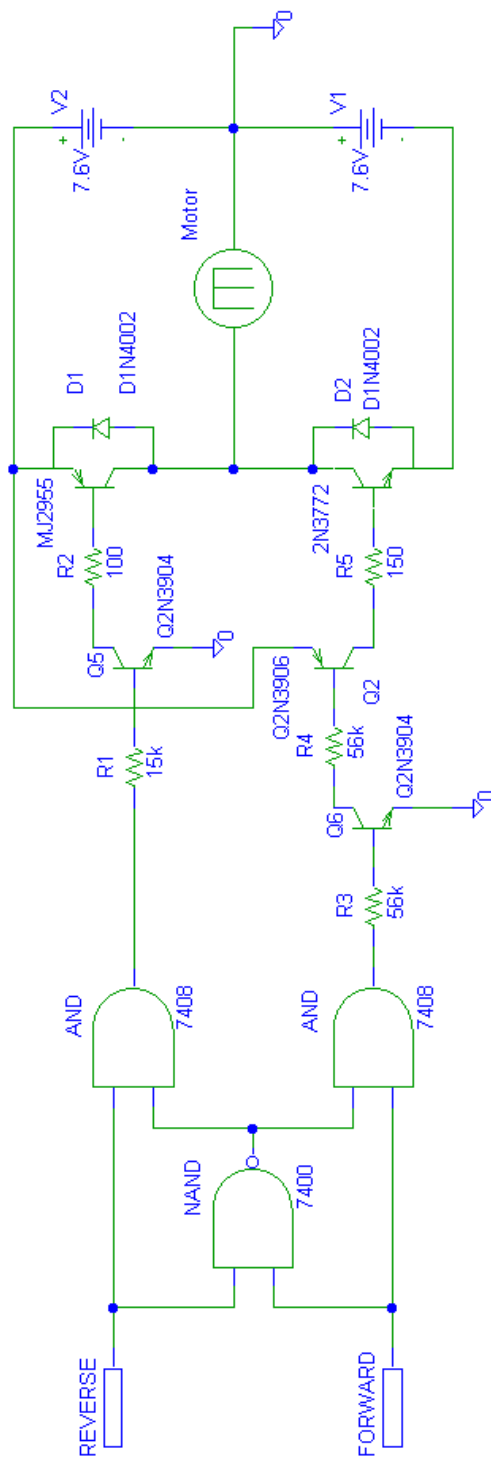 REVERSE
FORWARD
NAND
7400
AND
7408
AND
7408
R1
15k
R3
56k
Q5
Q2N3904
Q6
Q2N3904
R4
56k
Q2N3906
Q2
R2
100
R5
150
MJ2955
2N3772
D1
D1N4002
D2
D1N4002
Motor
V2
+
-
7.6V
V1
+
-
7.6V
0
0
0